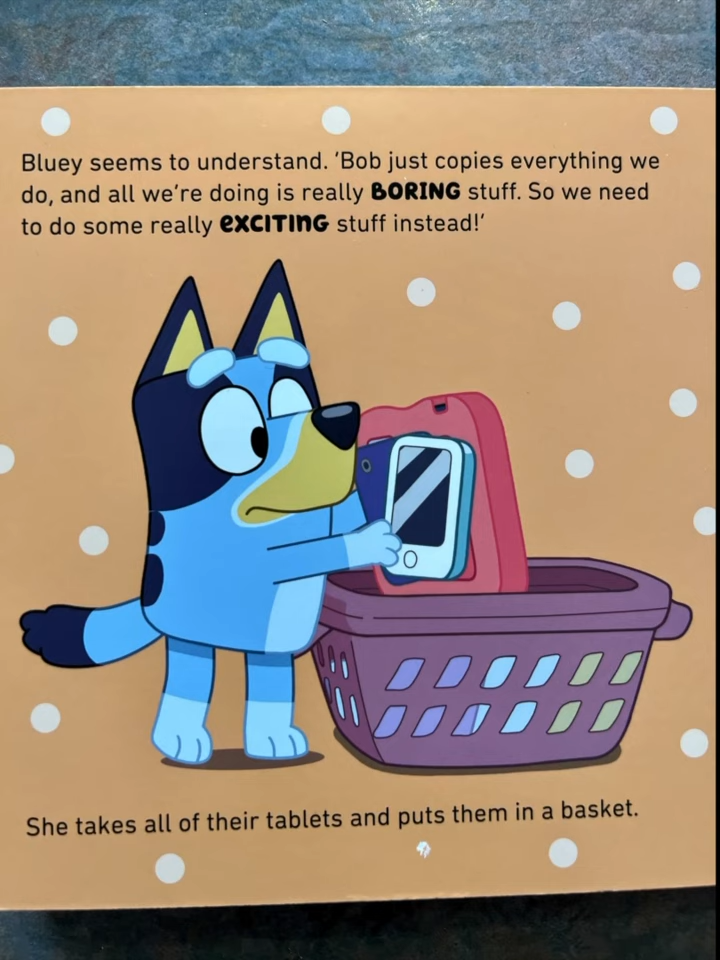 Bluey seems to understand. ‘Bob just copies everything we
do, and all we’re doing is really BORING stuff. So we need
to do some really EXCITING stuff instead!’
She takes all of their tablets and puts them in a basket.